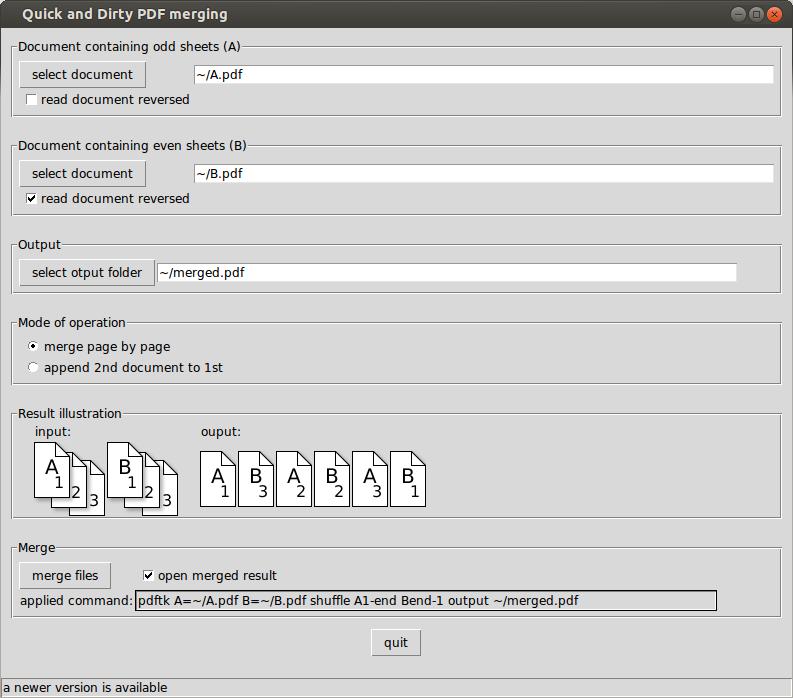 Quick and Dirty PDF merging
Document containing odd sheets (A)
select document ~/A.pdf
read document reversed
Document containing even sheets (B)
select document ~/B.pdf
read document reversed
Output
select otput folder ~/merged.pdf
Mode of operation
merge page by page
append 2nd document to 1st
Result illustration
input: ouput:
A 1 2 3 B 1 2 3 A 1 B 3 A 2 B 2 A 3 B 1
Merge
merge files open merged result
applied command: pdftk A=~/A.pdf B=~/B.pdf shuffle A1-end Bend-1 output ~/merged.pdf
quit
a newer version is available